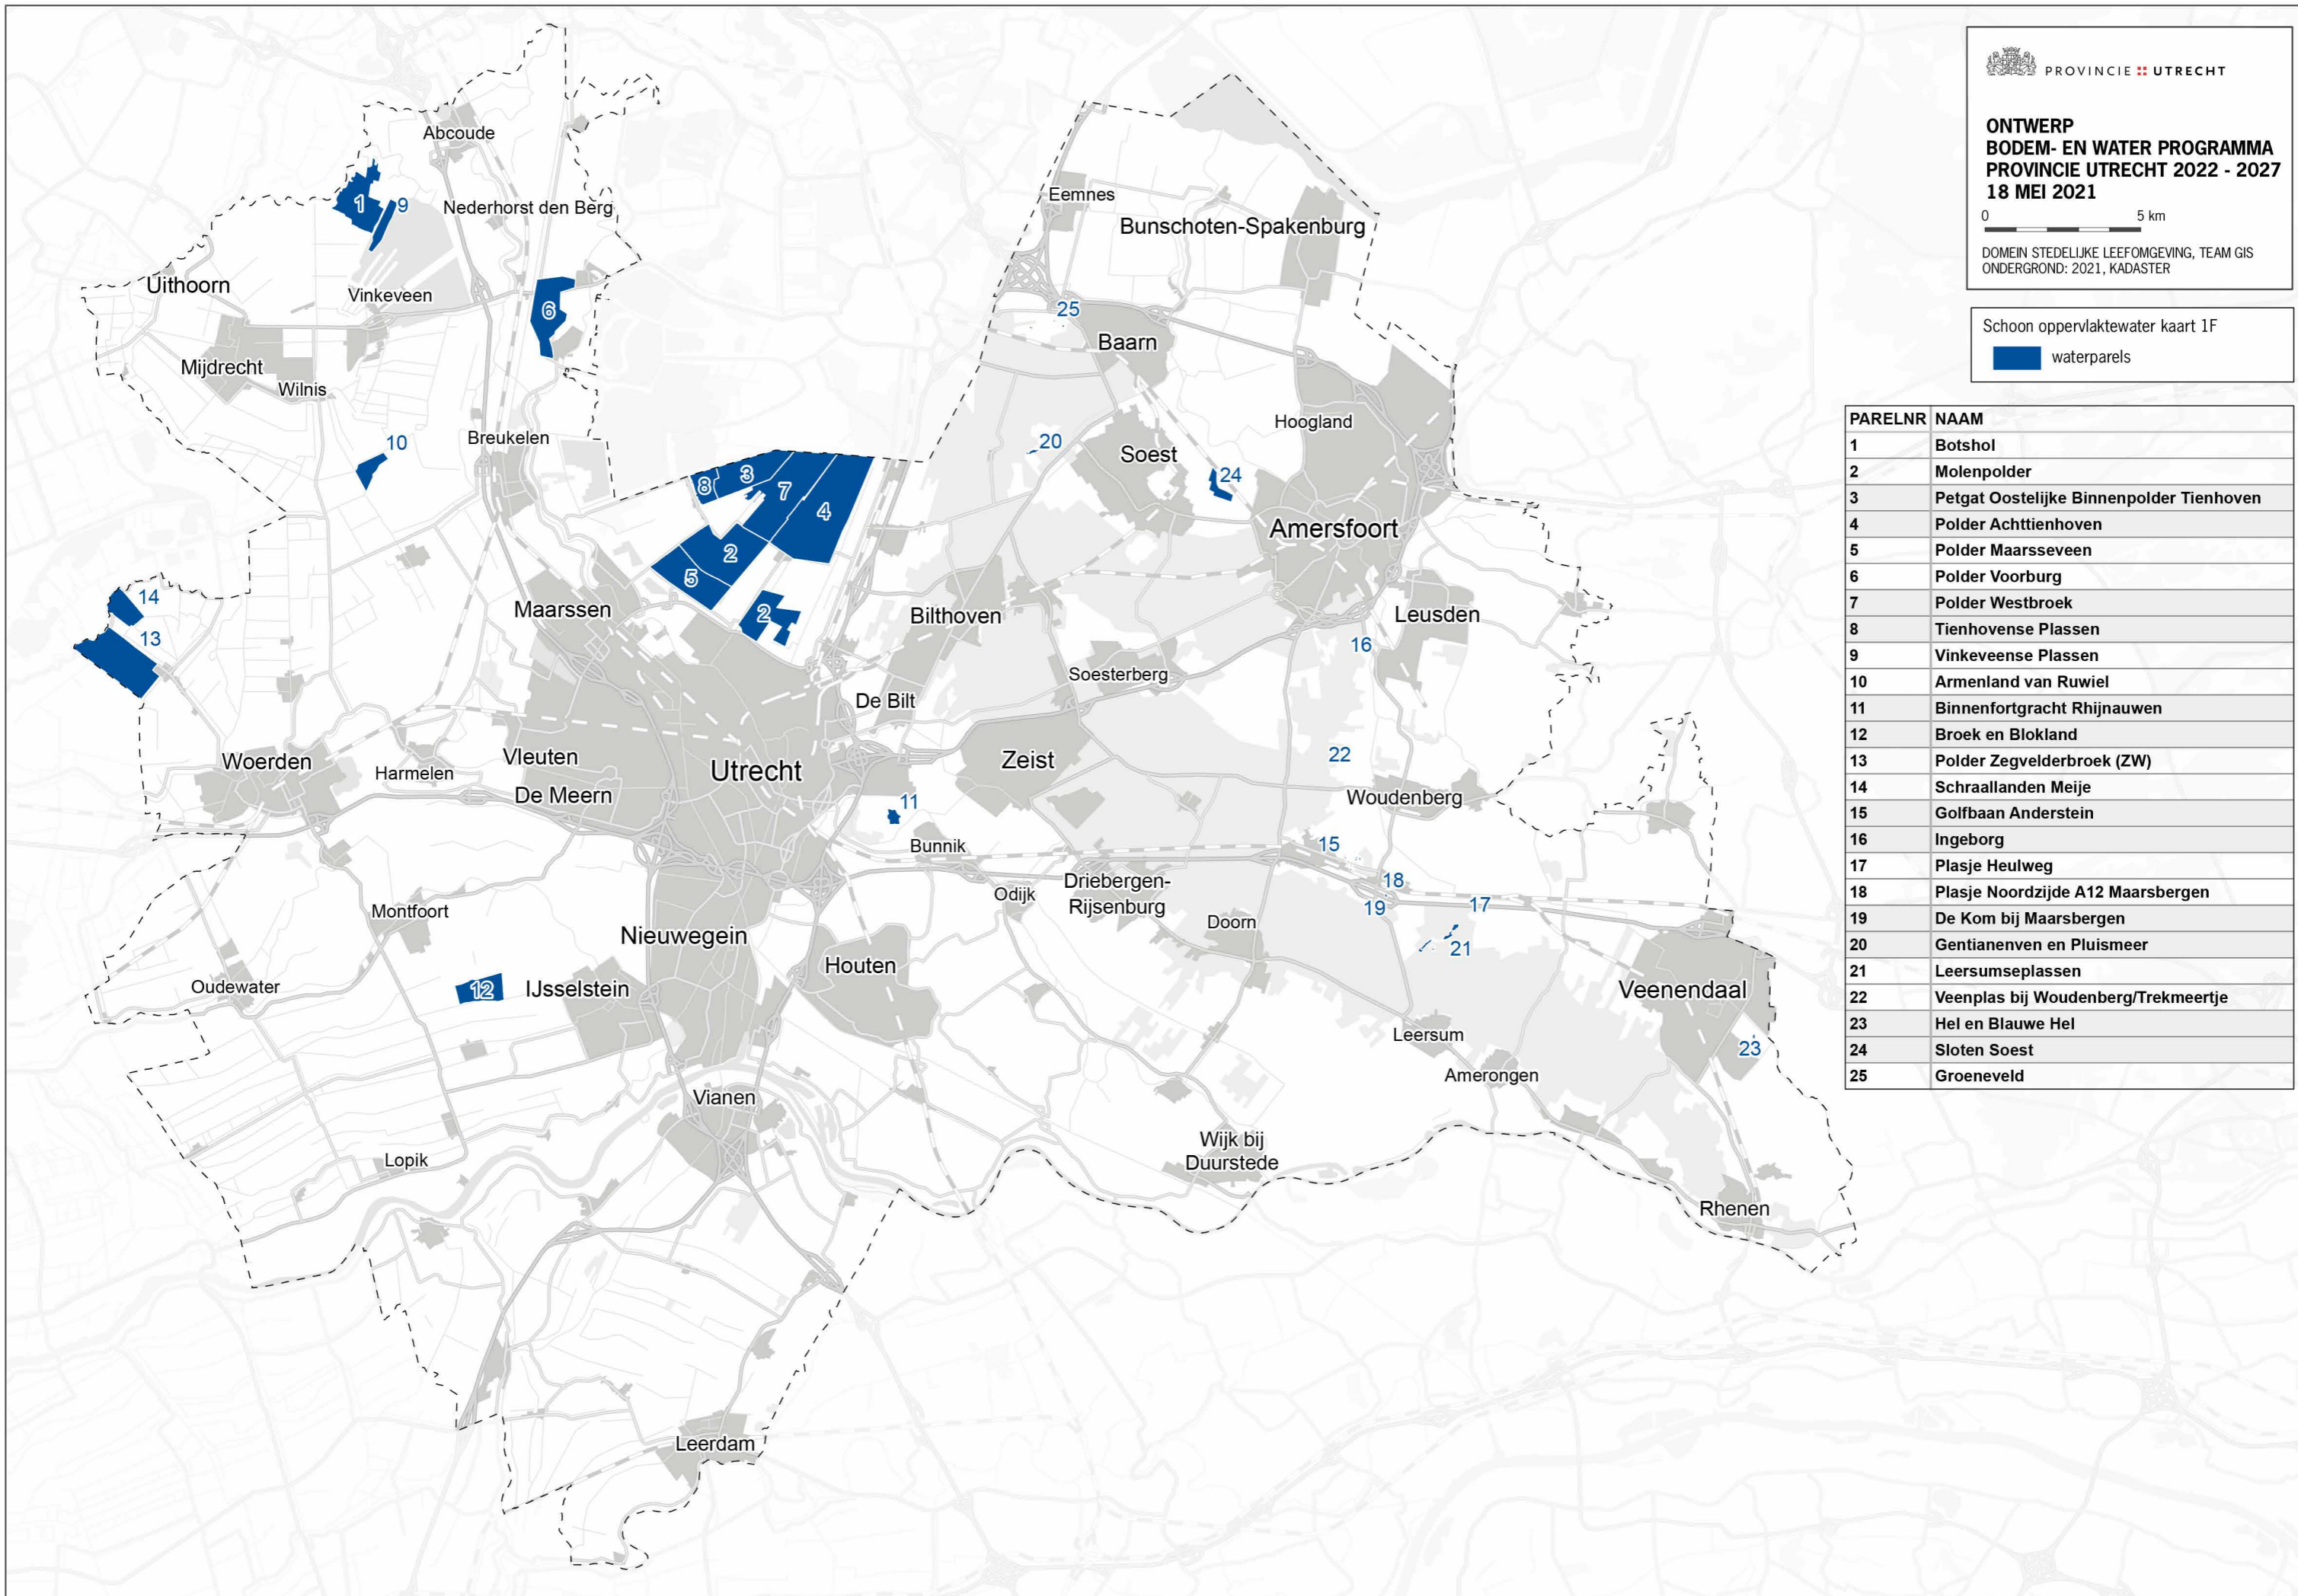 PROVINCIE UTRECHT
ONTWERP
BODEM- EN WATER PROGRAMMA
PROVINCIE UTRECHT 2022 - 2027
18 MEI 2021
0 5 km
DOMEIN STEDELIJKE LEEFOMGEVING, TEAM GIS
ONDERGROND: 2021, KADASTER
Schoon oppervlaktewater kaart 1F
waterparels
PARELNR NAAM
1 Botshol
2 Molenpolder
3 Petgat Oostelijke Binnenpolder Tienhoven
4 Polder Achttienhoven
5 Polder Maarsseveen
6 Polder Voorburg
7 Polder Westbroek
8 Tienhovense Plassen
9 Vinkeveense Plassen
10 Armenland van Ruwiel
11 Binnenfortgracht Rhijnauwen
12 Broek en Blokland
13 Polder Zegvelderbroek (ZW)
14 Schraallanden Meije
15 Golfbaan Anderstein
16 Ingeborg
17 Plasje Heulweg
18 Plasje Noordzijde A12 Maarsbergen
19 De Kom bij Maarsbergen
20 Gentianenven en Pluismeer
21 Leersumseplassen
22 Veenplas bij Woudenberg/Trekmeertje
23 Hel en Blauwe Hel
24 Sloten Soest
25 Groeneveld
Abcoude
1
9
Nederhorst den Berg
Eemnes
Bunschoten-Spakenburg
Uithoorn
Vinkeveen
6
25
Baarn
Mijdrecht
Wilnis
Hoogland
10
Breukelen
20
Soest
24
8
3
7
4
Amersfoort
2
5
14
13
Maarssen
2
Bilthoven
Leusden
16
Soesterberg
De Bilt
Woerden
Harmelen
Vleuten
De Meern
Utrecht
Zeist
22
Woudenberg
11
Bunnik
15
18
19
17
Driebergen-
Rijsenburg
Odijk
Doorn
21
Montfoort
Nieuwegein
Houten
Oudewater
12
IJsselstein
Veenendaal
23
Leersum
Amerongen
Vianen
Wijk bij
Duurstede
Lopik
Rhenen
Leerdam